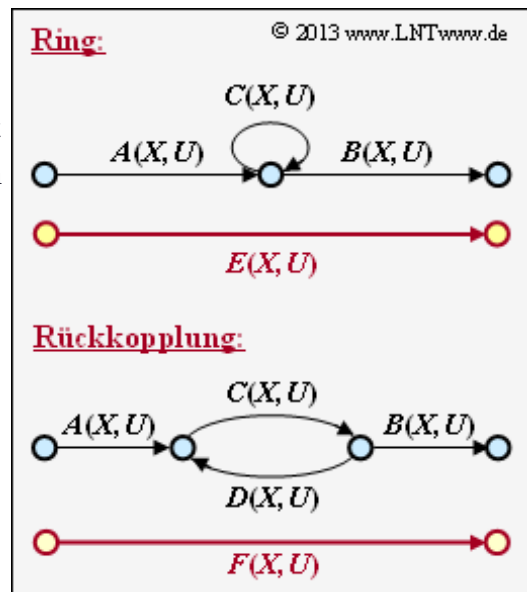 Ring: © 2013 www.LNTwww.de
C(X, U)
A(X, U) B(X, U)
E(X, U)
Rückkopplung:
C(X, U)
A(X, U) B(X, U)
D(X, U)
F(X, U)